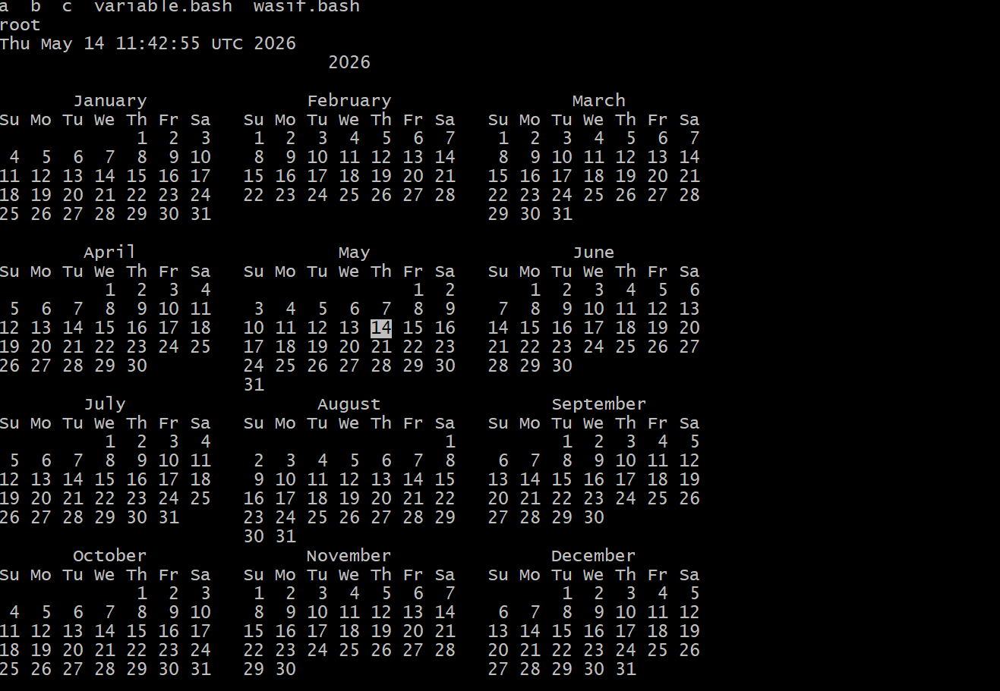 a  b  c  variable.bash  wasif.bash
root
Thu May 14 11:42:55 UTC 2026
                               2026
       January               February                 March
Su Mo Tu We Th Fr Sa   Su Mo Tu We Th Fr Sa   Su Mo Tu We Th Fr Sa
             1  2  3    1  2  3  4  5  6  7    1  2  3  4  5  6  7
 4  5  6  7  8  9 10    8  9 10 11 12 13 14    8  9 10 11 12 13 14
11 12 13 14 15 16 17   15 16 17 18 19 20 21   15 16 17 18 19 20 21
18 19 20 21 22 23 24   22 23 24 25 26 27 28   22 23 24 25 26 27 28
25 26 27 28 29 30 31                          29 30 31
        April                   May                   June
Su Mo Tu We Th Fr Sa   Su Mo Tu We Th Fr Sa   Su Mo Tu We Th Fr Sa
          1  2  3  4                   1  2       1  2  3  4  5  6
 5  6  7  8  9 10 11    3  4  5  6  7  8  9    7  8  9 10 11 12 13
12 13 14 15 16 17 18   10 11 12 13 14 15 16   14 15 16 17 18 19 20
19 20 21 22 23 24 25   17 18 19 20 21 22 23   21 22 23 24 25 26 27
26 27 28 29 30         24 25 26 27 28 29 30   28 29 30
                       31
        July                  August                September
Su Mo Tu We Th Fr Sa   Su Mo Tu We Th Fr Sa   Su Mo Tu We Th Fr Sa
          1  2  3  4                      1          1  2  3  4  5
 5  6  7  8  9 10 11    2  3  4  5  6  7  8    6  7  8  9 10 11 12
12 13 14 15 16 17 18    9 10 11 12 13 14 15   13 14 15 16 17 18 19
19 20 21 22 23 24 25   16 17 18 19 20 21 22   20 21 22 23 24 25 26
26 27 28 29 30 31      23 24 25 26 27 28 29   27 28 29 30
                       30 31
       October               November               December
Su Mo Tu We Th Fr Sa   Su Mo Tu We Th Fr Sa   Su Mo Tu We Th Fr Sa
             1  2  3    1  2  3  4  5  6  7          1  2  3  4  5
 4  5  6  7  8  9 10    8  9 10 11 12 13 14    6  7  8  9 10 11 12
11 12 13 14 15 16 17   15 16 17 18 19 20 21   13 14 15 16 17 18 19
18 19 20 21 22 23 24   22 23 24 25 26 27 28   20 21 22 23 24 25 26
25 26 27 28 29 30 31   29 30                  27 28 29 30 31